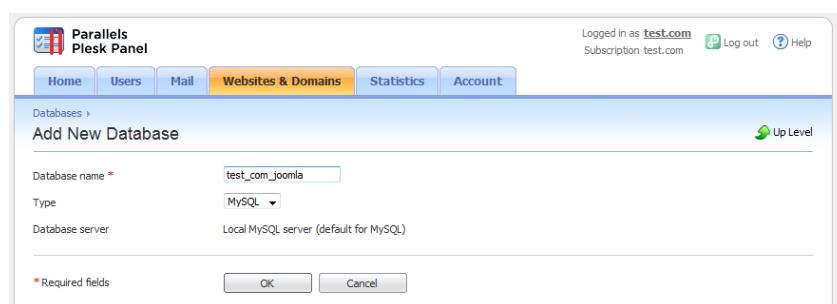 Parallels
Plesk Panel
Logged in as test.com
Subscription test.com
Log out
Help
Home Users Mail Websites & Domains Statistics Account
Databases
Add New Database
Up Level
Database name *
test_com_joomla
Type
MySQL
Database server
Local MySQL server (default for MySQL)
* Required fields
OK
Cancel